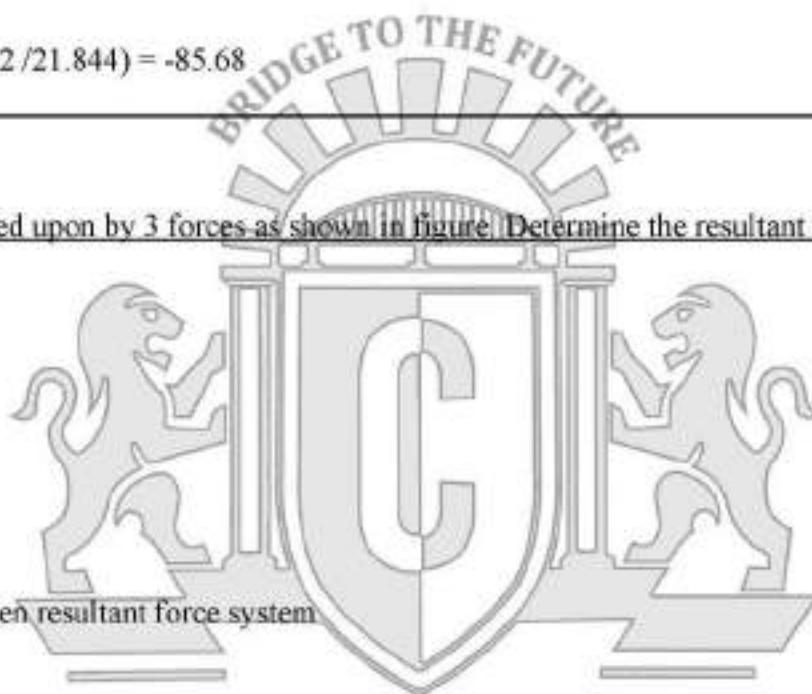 2 /21.844) = -85.68
BRIDGE TO THE FUTURE
ed upon by 3 forces as shown in figure. Determine the resultant
C
en resultant force system